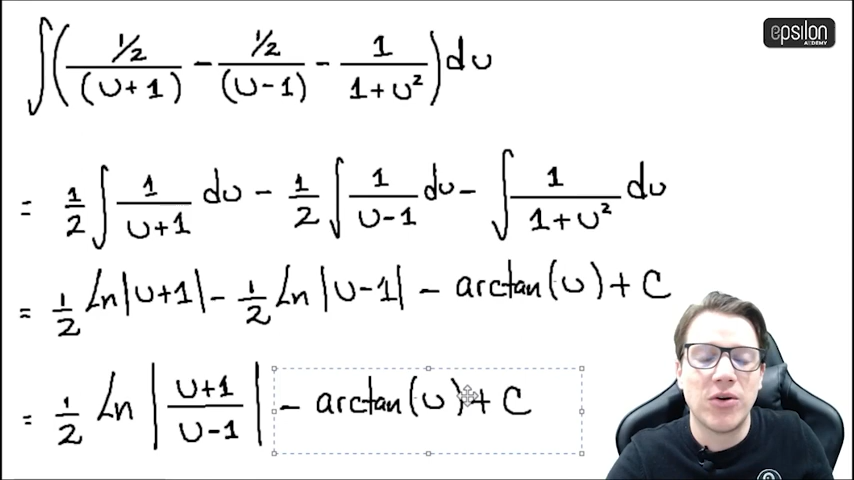 epsilon
ACADEMY
∫(½/(U+1) − ½/(U−1) − 1/(1+U²))dU
= 1/2 ∫ 1/(U+1) dU − 1/2 ∫ 1/(U−1) dU − ∫ 1/(1+U²) dU
= 1/2 Ln|U+1| − 1/2 Ln|U−1| − arctan(U) + C
= 1/2 Ln |(U+1)/(U−1)| − arctan(U) + C